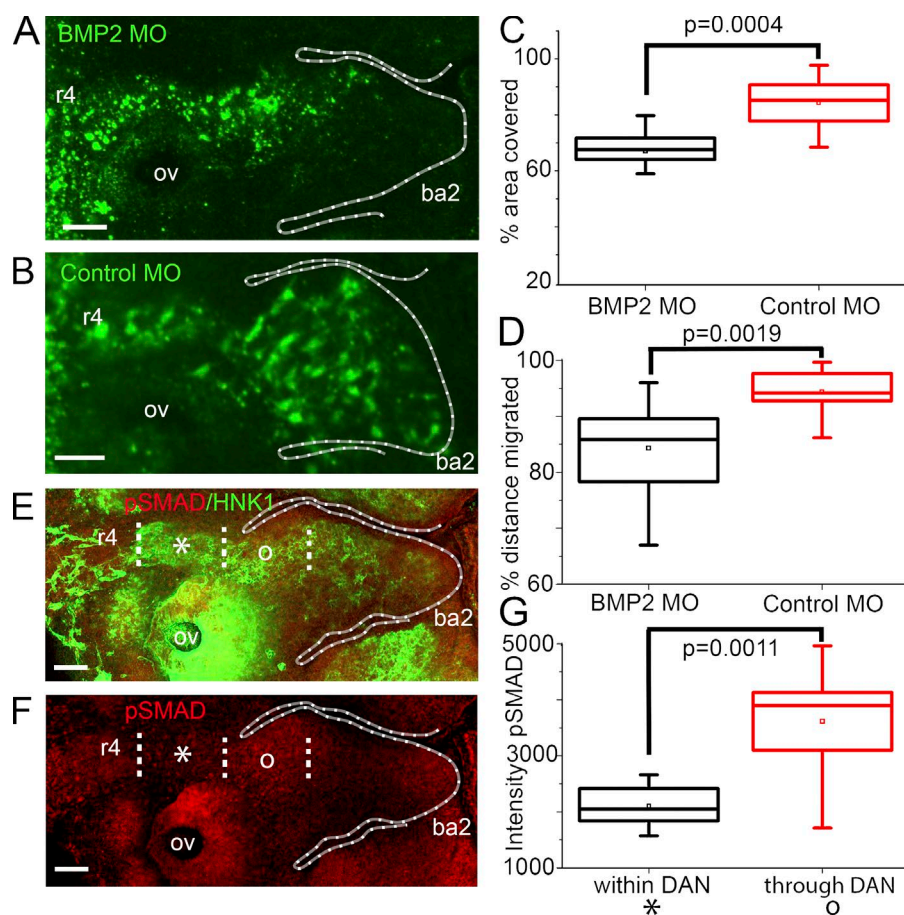 A
BMP2 MO
r4
ov
ba2
B
Control MO
r4
ov
ba2
E
pSMAD/HNK1
r4
*
o
ov
ba2
F
pSMAD
r4
*
o
ov
ba2
C
p=0.0004
% area covered
100
60
20
BMP2 MO
Control MO
D
p=0.0019
% distance migrated
100
80
60
BMP2 MO
Control MO
G
p=0.0011
Intensity pSMAD
5000
3000
1000
within DAN
through DAN
*
o